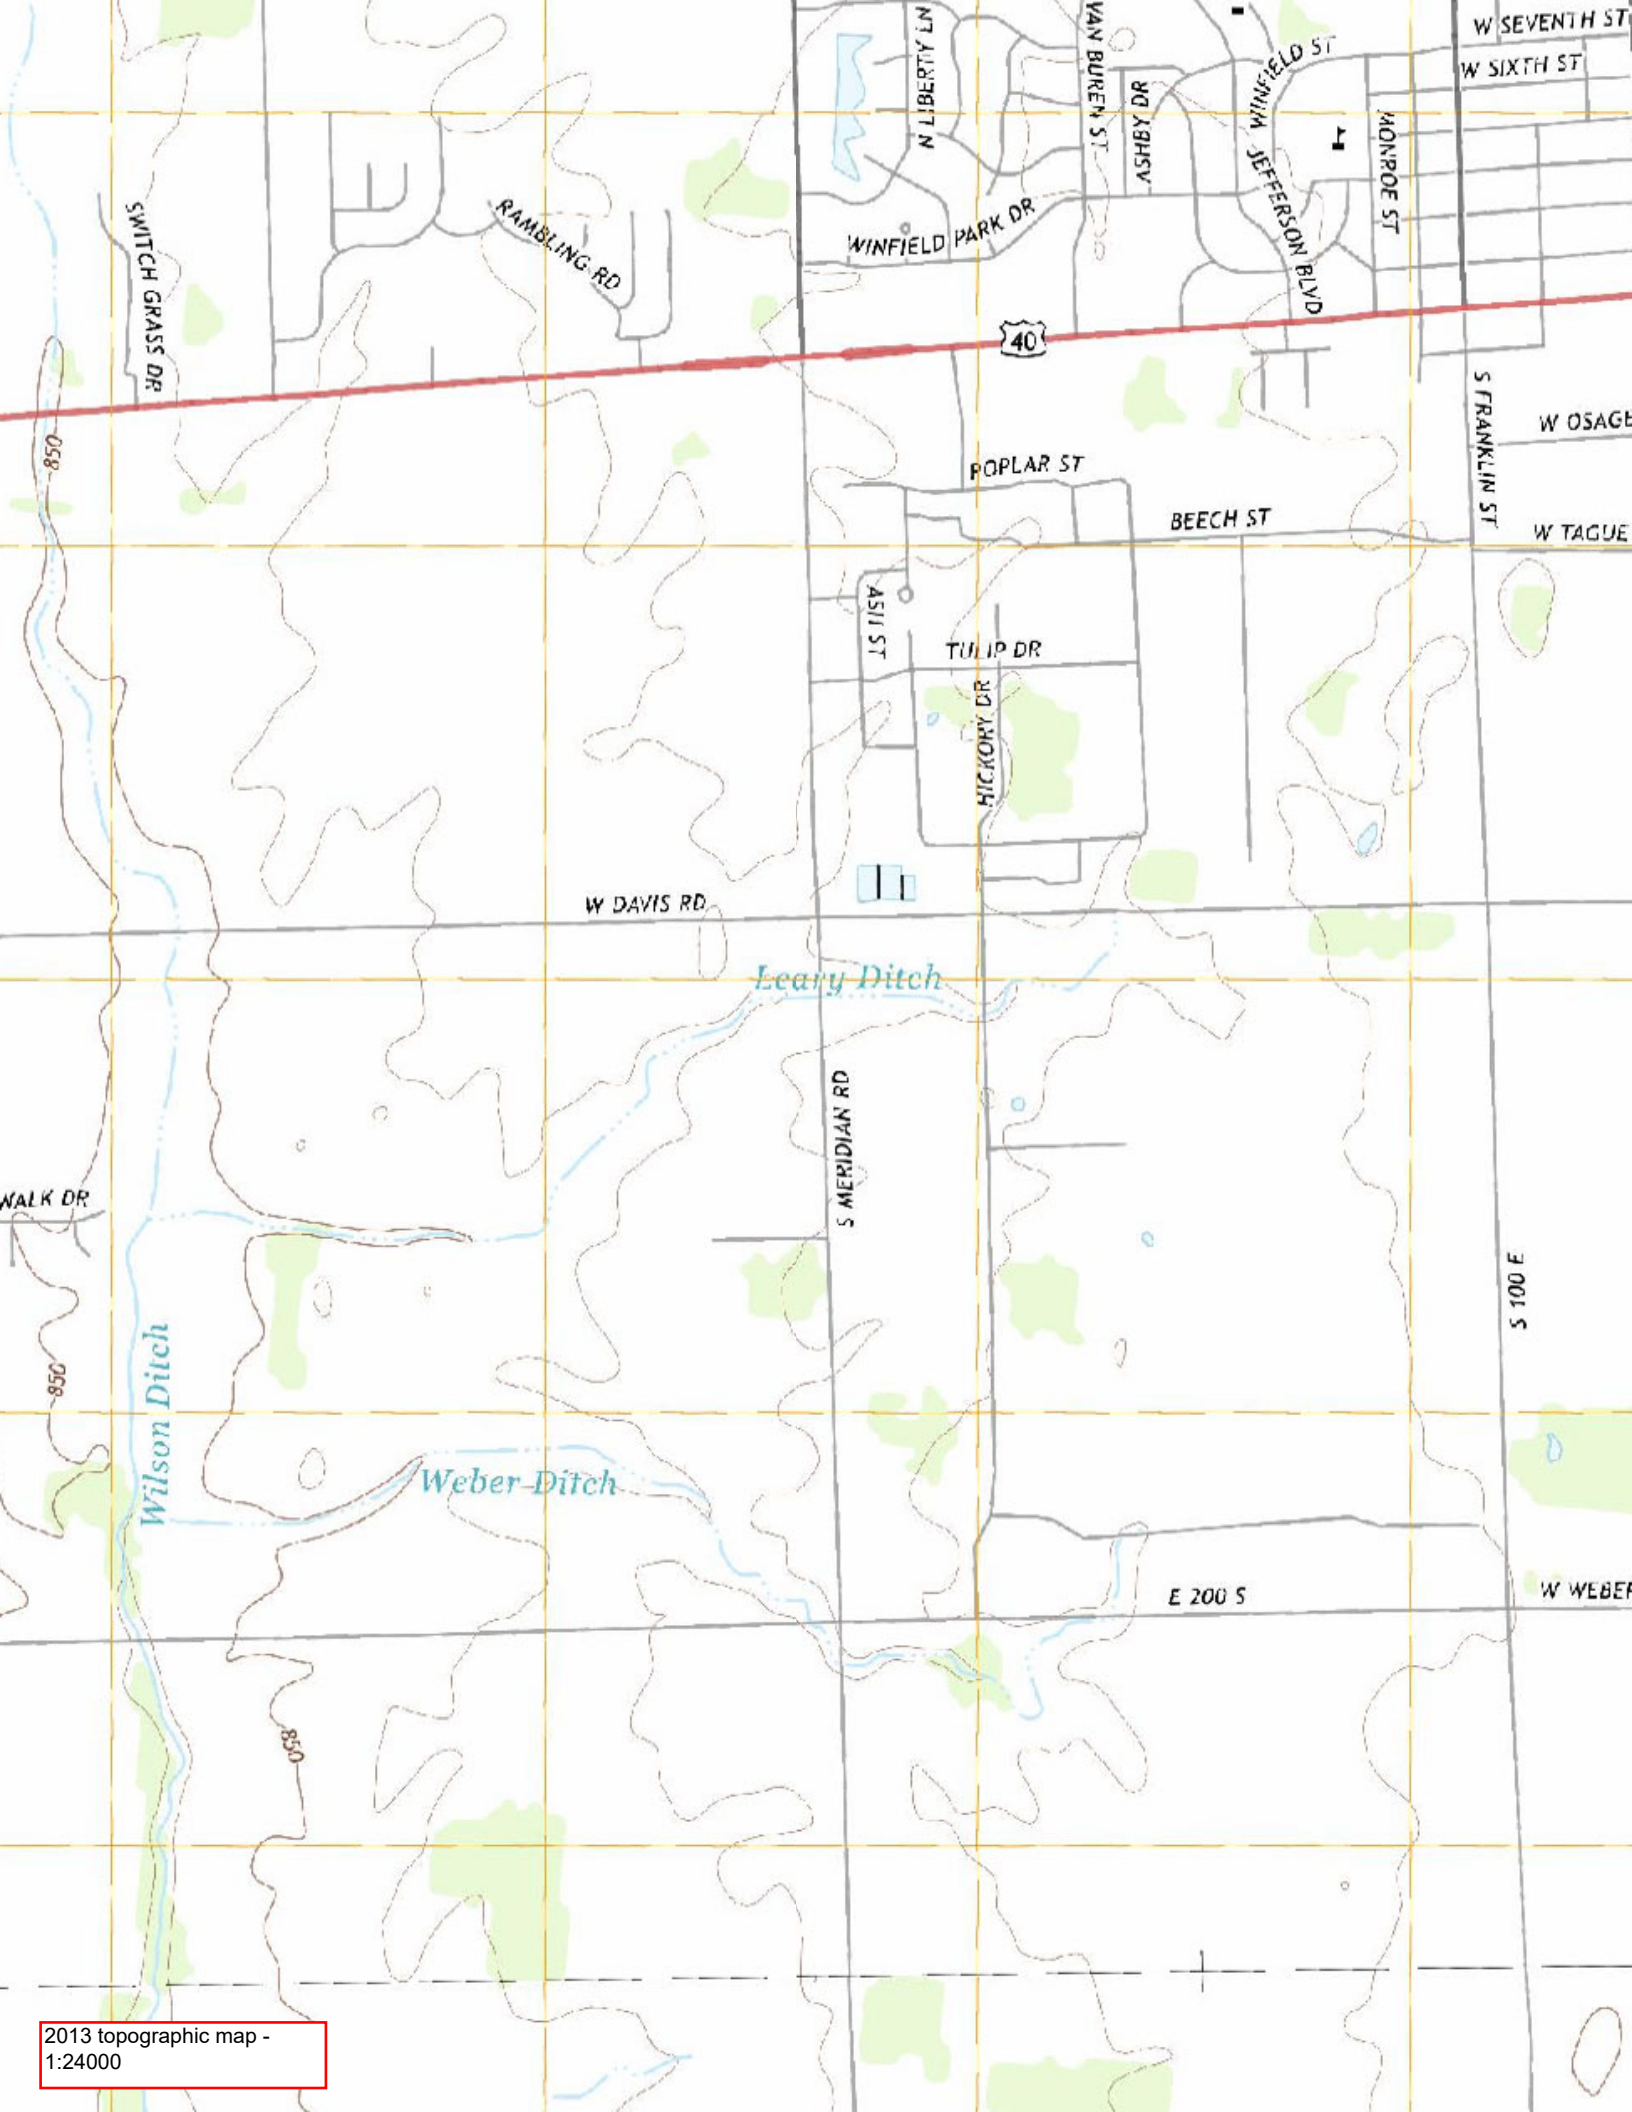 W SEVENTH ST
W SIXTH ST
N LIBERTY LN
VAN BUREN ST
ASHBY DR
WINFIELD ST
JEFFERSON BLVD
MONROE ST
SWITCH GRASS DR
RAMBLING RD
WINFIELD PARK DR
40
S FRANKLIN ST
W OSAGE
850
POPLAR ST
BEECH ST
W TAGUE
ASH ST
TULIP DR
HICKORY DR
W DAVIS RD
Leary Ditch
S MERIDIAN RD
WALK DR
S 100 E
Wilson Ditch
850
Weber Ditch
E 200 S
W WEBER
850
2013 topographic map -
1:24000